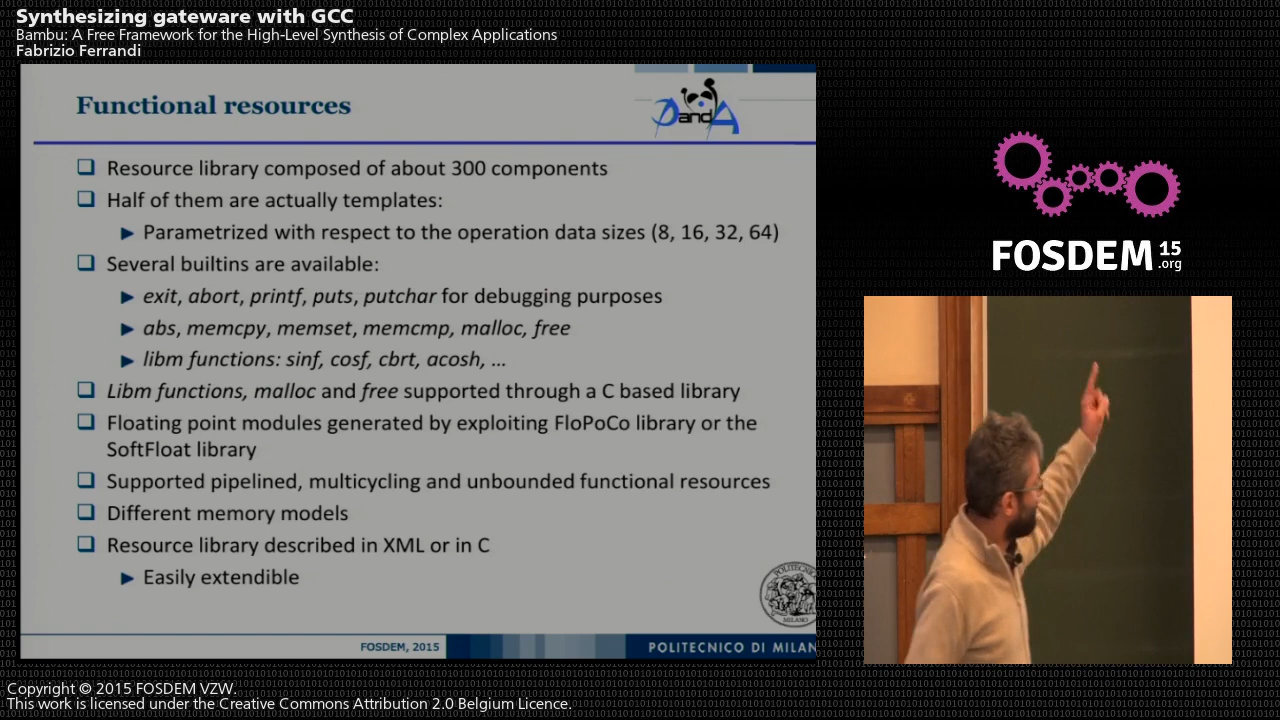 Synthesizing gateware with GCC
Bambu: A Free Framework for the High-Level Synthesis of Complex Applications
Fabrizio Ferrandi
Functional resources
PandA
Resource library composed of about 300 components
Half of them are actually templates:
Parametrized with respect to the operation data sizes (8, 16, 32, 64)
Several builtins are available:
exit, abort, printf, puts, putchar for debugging purposes
abs, memcpy, memset, memcmp, malloc, free
libm functions: sinf, cosf, cbrt, acosh, ...
Libm functions, malloc and free supported through a C based library
Floating point modules generated by exploiting FloPoCo library or the
SoftFloat library
Supported pipelined, multicycling and unbounded functional resources
Different memory models
Resource library described in XML or in C
Easily extendible
FOSDEM, 2015
POLITECNICO DI MILAN
FOSDEM 15
.org
Copyright © 2015 FOSDEM VZW.
This work is licensed under the Creative Commons Attribution 2.0 Belgium Licence.